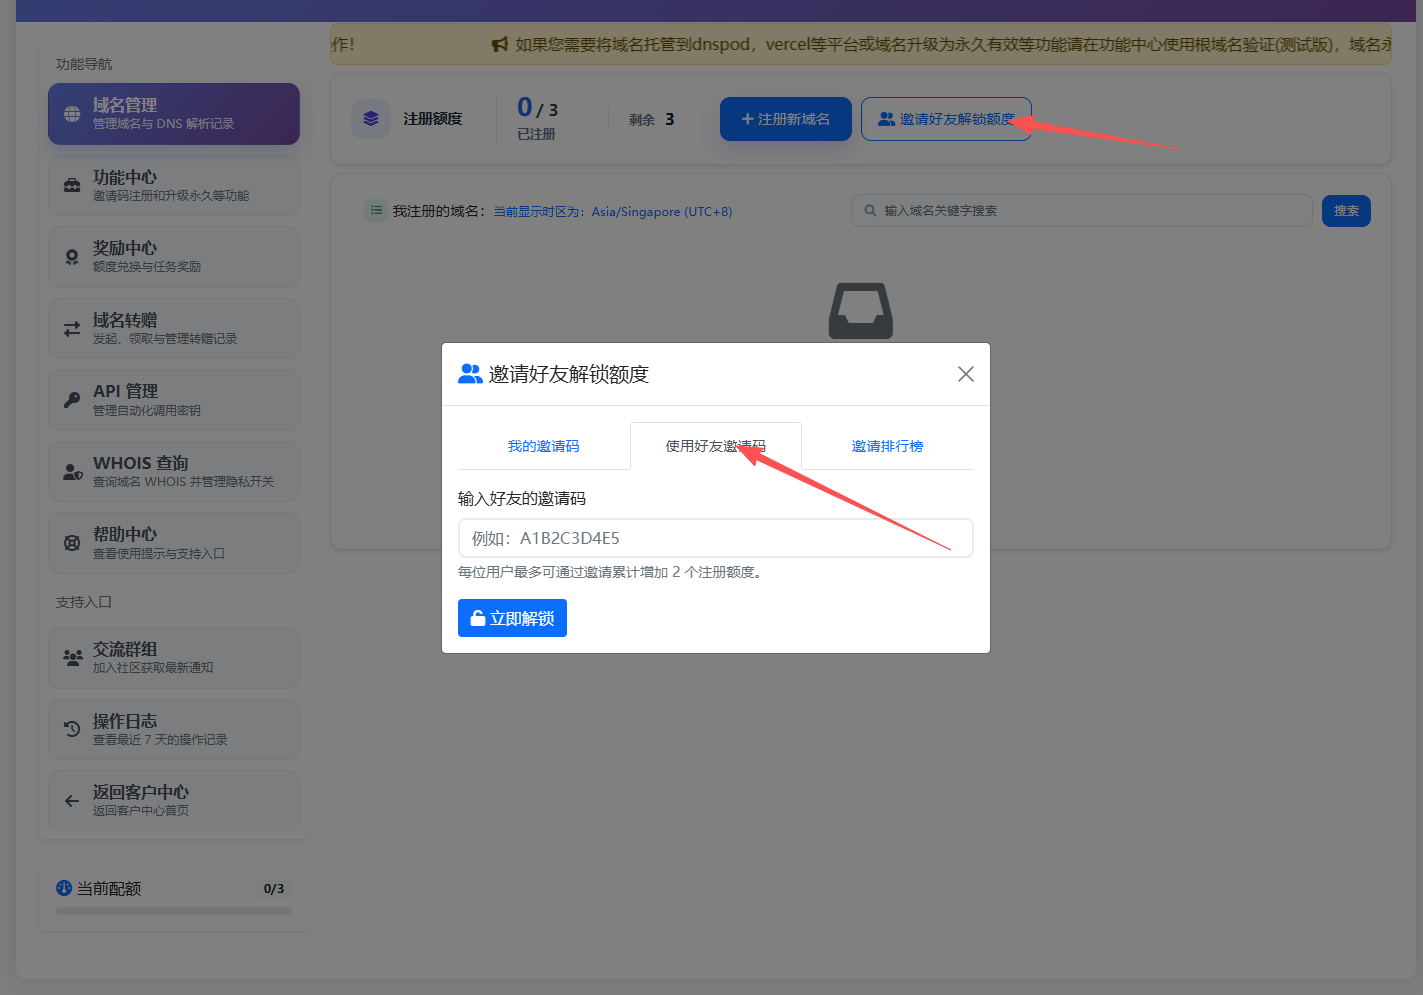 作！
如果您需要将域名托管到dnspod，vercel等平台或域名升级为永久有效等功能请在功能中心使用根域名验证(测试版)，域名永
功能导航
域名管理
管理域名与 DNS 解析记录
功能中心
邀请码注册和升级永久等功能
奖励中心
额度兑换与任务奖励
域名转赠
发起、领取与管理转赠记录
API 管理
管理自动化调用密钥
WHOIS 查询
查询域名 WHOIS 并管理隐私开关
帮助中心
查看使用提示与支持入口
支持入口
交流群组
加入社区获取最新通知
操作日志
查看最近 7 天的操作记录
返回客户中心
返回客户中心首页
当前配额
0/3
注册额度
0 / 3
已注册
剩余 3
注册新域名
邀请好友解锁额度
我注册的域名：当前显示时区为：Asia/Singapore (UTC+8)
输入域名关键字搜索
搜索
邀请好友解锁额度
我的邀请码
使用好友邀请码
邀请排行榜
输入好友的邀请码
例如：A1B2C3D4E5
每位用户最多可通过邀请累计增加 2 个注册额度。
立即解锁